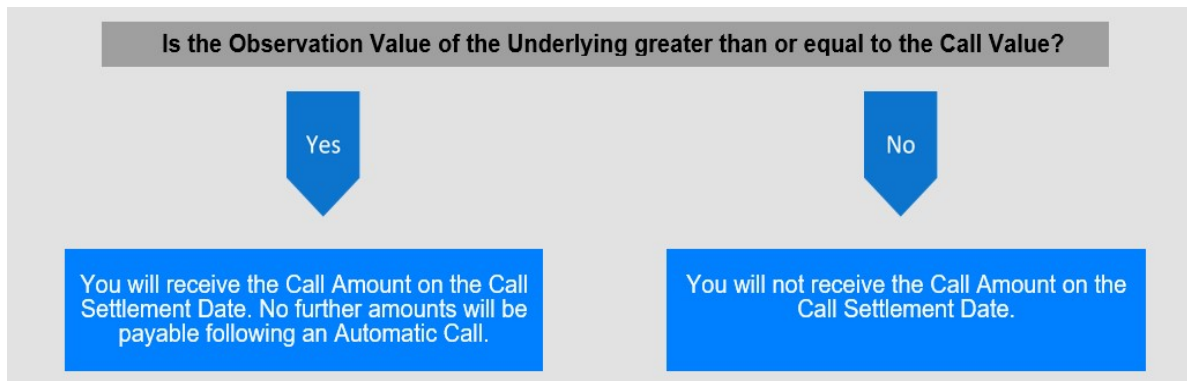 Is the Observation Value of the Underlying greater than or equal to the Call Value?
Yes
No
You will receive the Call Amount on the Call
Settlement Date. No further amounts will be
payable following an Automatic Call.
You will not receive the Call Amount on the
Call Settlement Date.